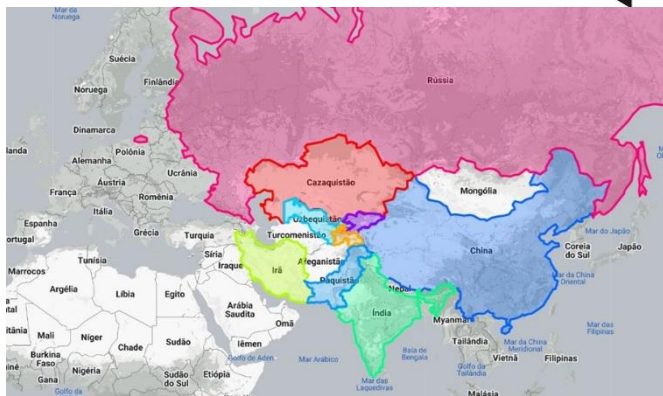 Mar da
Noruega
Suécia
Finlândia
Noruega
Rússia
Dinamarca
Polônia
Alemanha
Ucrânia
Áustria
França
Romênia
Itália
Espanha
Portugal
Grécia
Turquia
Cazaquistão
Mongólia
Uzbequistão
Turcomenistão
Mar do Japão
Coreia
do Sul
Japão
Síria
Iraque
Irã
Afeganistão
China
Marrocos
Tunísia
Argélia
Líbia
Egito
Paquistão
Nepal
Mar da China
Oriental
Arábia
Saudita
Omã
Índia
Myanmar
Mali
Níger
Chade
Sudão
Iêmen
Golfo de Aden
Mar Arábico
Baía de
Bengala
Tailândia
Vietnã
Mar da China
Meridional
Mar das
Filipinas
Filipinas
Burkina
Faso
Gana
Nigéria
Sudão
do Sul
Etiópia
Mar das
Laquedivas
Golfo da
Tailândia
Malásia
Golfo da